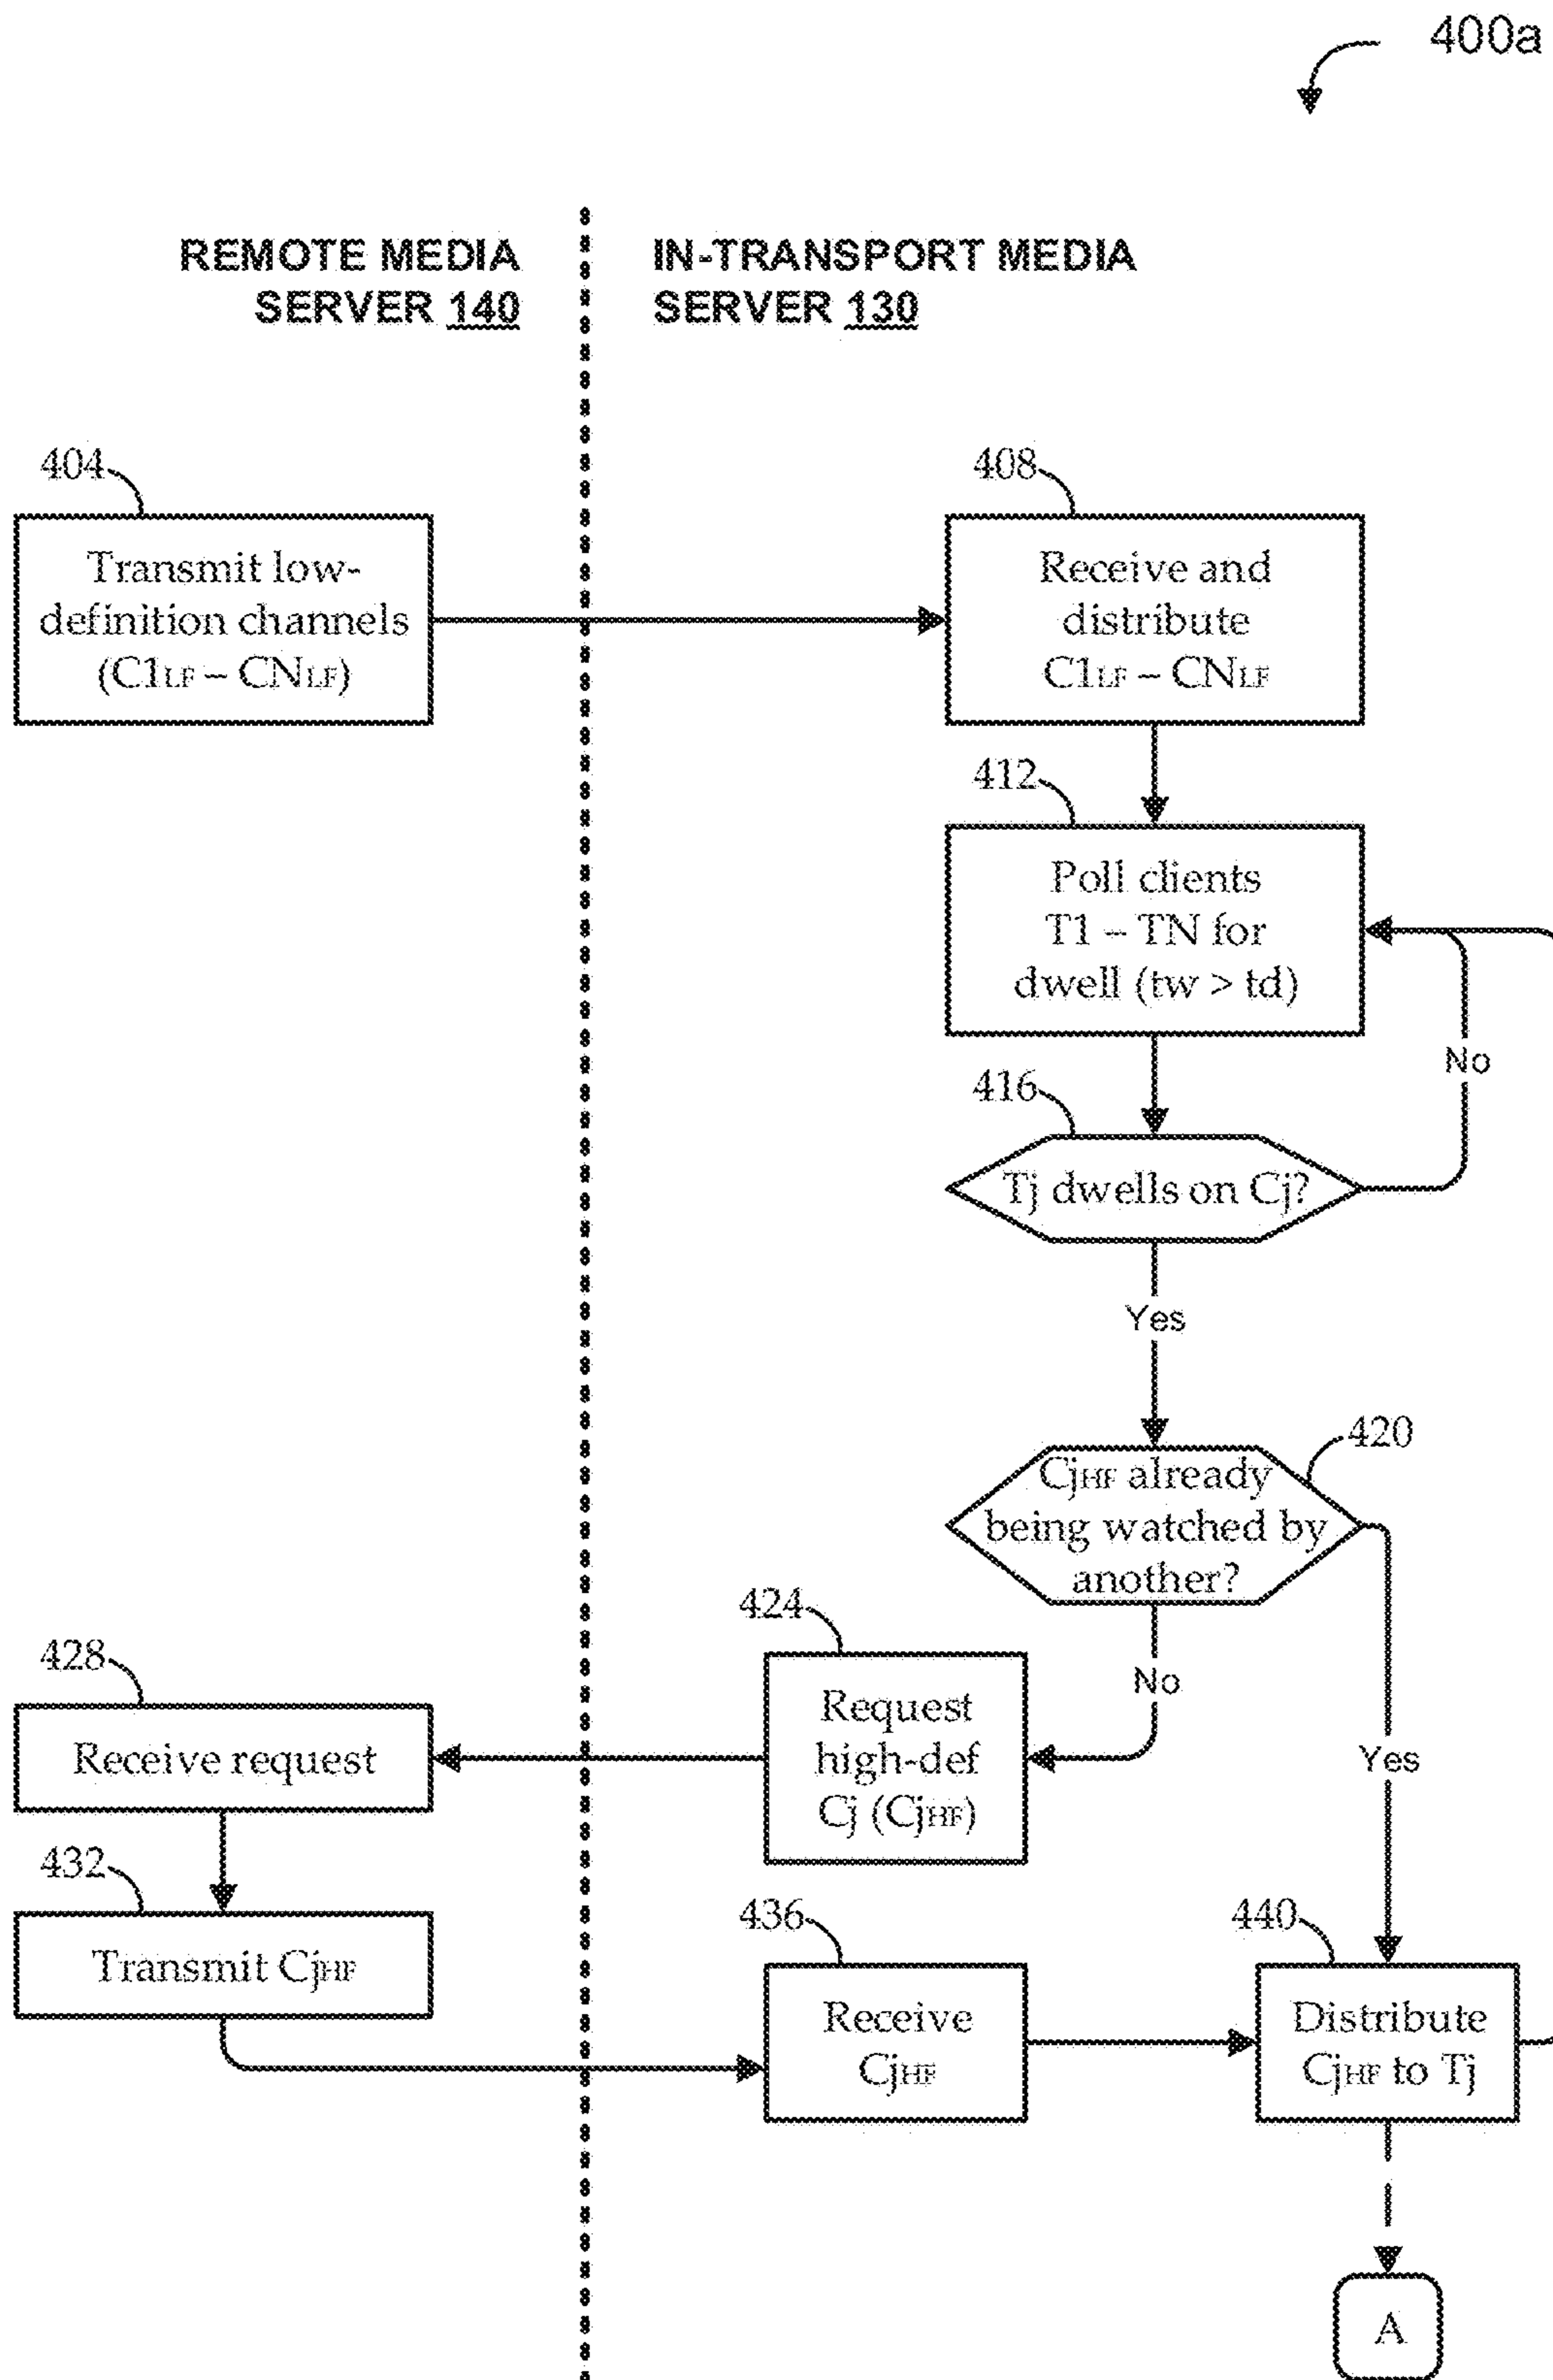 400a
REMOTE MEDIA
SERVER 140
IN-TRANSPORT MEDIA
SERVER 130
404
Transmit low-
definition channels
(C1LF – CNLF)
408
Receive and
distribute
C1LF – CNLF
412
Poll clients
T1 – TN for
dwell (tw > td)
No
416
Tj dwells on Cj?
Yes
420
CjHF already
being watched by
another?
No
Yes
424
Request
high-def
Cj (CjHF)
428
Receive request
432
Transmit CjHF
436
Receive
CjHF
440
Distribute
CjHF to Tj
A